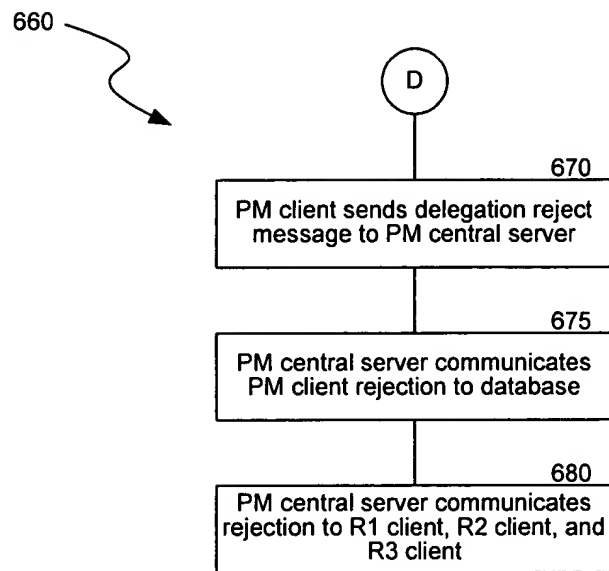 660
D
670
PM client sends delegation reject
message to PM central server
675
PM central server communicates
PM client rejection to database
680
PM central server communicates
rejection to R1 client, R2 client, and
R3 client